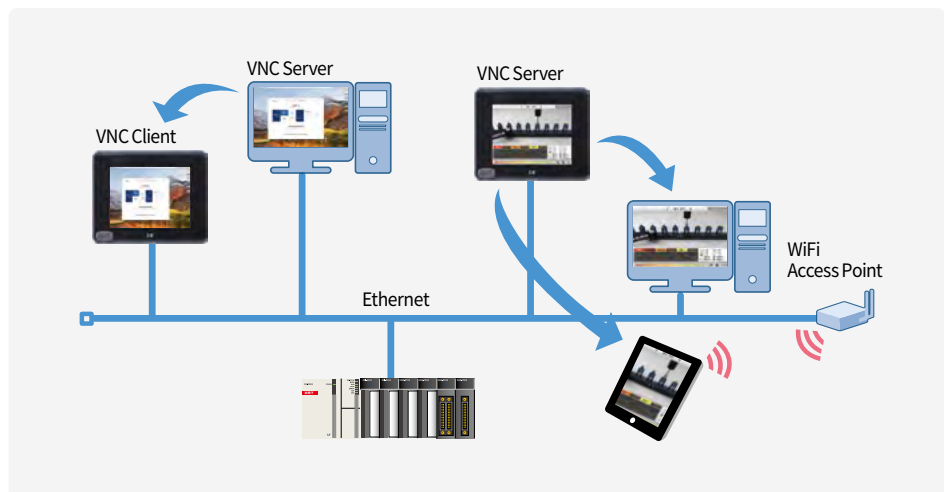 VNC Server
VNC Server
VNC Client
WiFi
Access Point
Ethernet